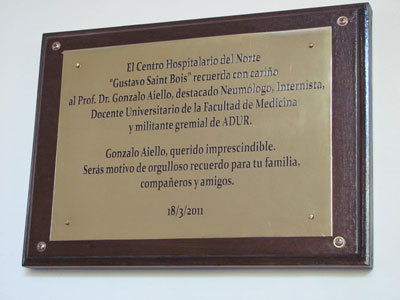 El Centro Hospitalario del Norte
"Gustavo Saint Bois" recuerda con cariño
al Prof. Dr. Gonzalo Aiello, destacado Neumólogo, Internista,
Docente Universitario de la Facultad de Medicina
y militante gremial de ADUR.
Gonzalo Aiello, querido imprescindible.
Serás motivo de orgulloso recuerdo para tu familia,
compañeros y amigos.
18/3/2011